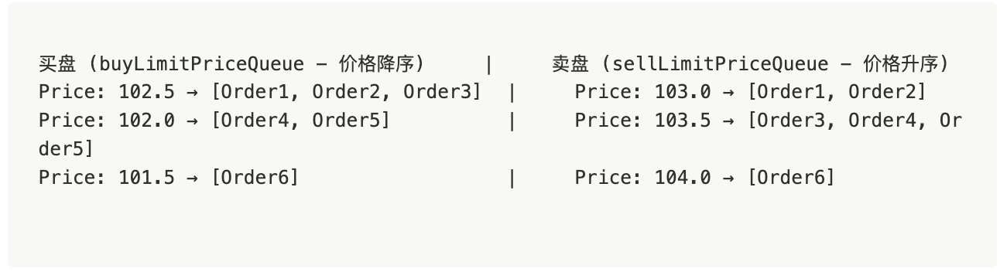 买盘 (buyLimitPriceQueue - 价格降序)      |     卖盘 (sellLimitPriceQueue - 价格升序)
Price: 102.5 → [Order1, Order2, Order3]  |     Price: 103.0 → [Order1, Order2]
Price: 102.0 → [Order4, Order5]          |     Price: 103.5 → [Order3, Order4, Or
der5]
Price: 101.5 → [Order6]                  |     Price: 104.0 → [Order6]